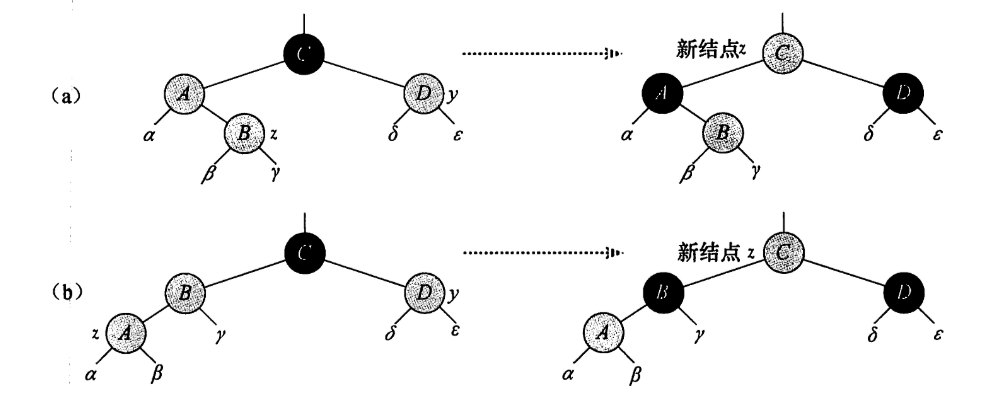 C 新结点z C
(a) A D y A D
α B z δ ε α B δ ε
β γ β γ
C 新结点 z C
(b) B D y B D
z A γ δ ε A γ δ ε
α β α β